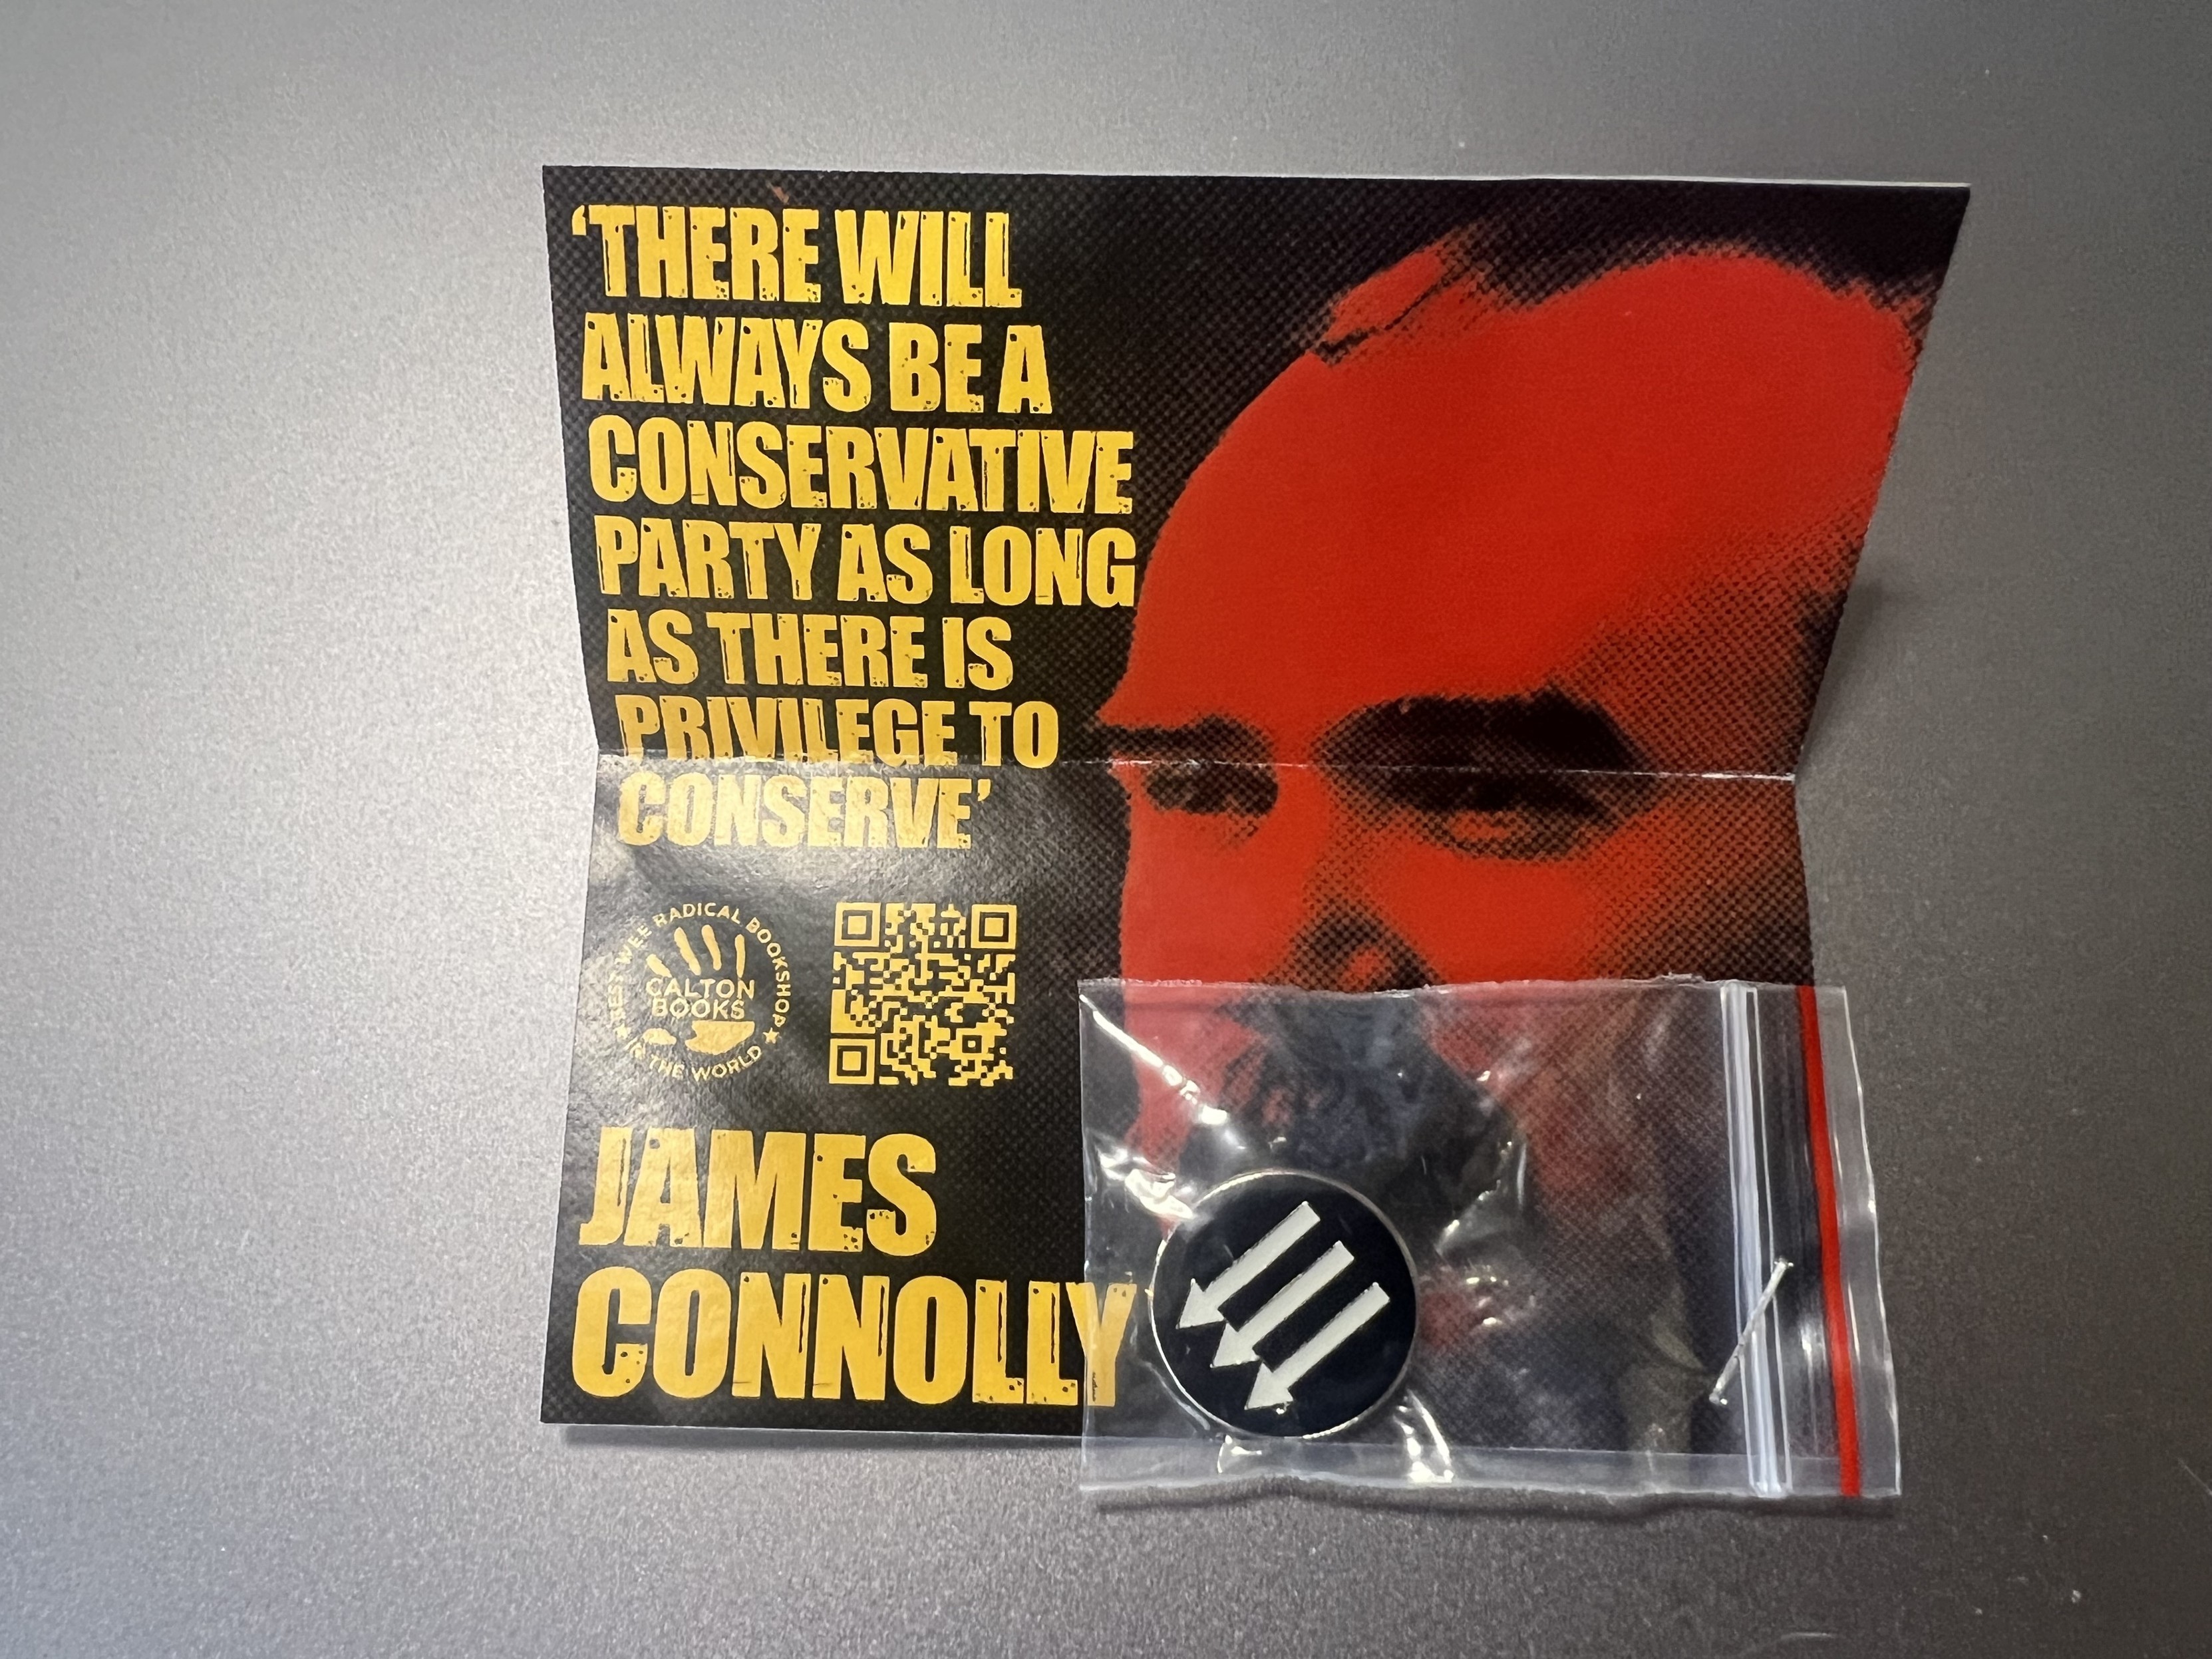 ‘THERE WILL
ALWAYS BE A
CONSERVATIVE
PARTY AS LONG
AS THERE IS
PRIVILEGE TO
CONSERVE’
BEST WEE RADICAL BOOKSHOP
CALTON
BOOKS
★ IN THE WORLD ★
JAMES
CONNOLLY